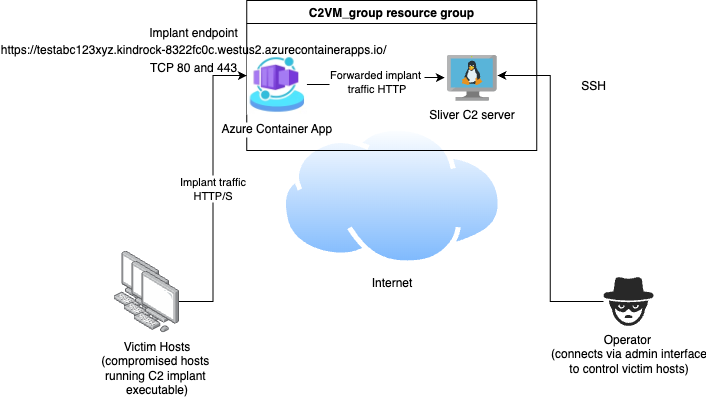 C2VM_group resource group
Implant endpoint
https://testabc123xyz.kindrock-8322fc0c.westus2.azurecontainerapps.io/
TCP 80 and 443
Forwarded implant
traffic HTTP
SSH
Azure Container App
Sliver C2 server
Implant traffic
HTTP/S
Internet
Victim Hosts
(compromised hosts
running C2 implant
executable)
Operator
(connects via admin interface
to control victim hosts)